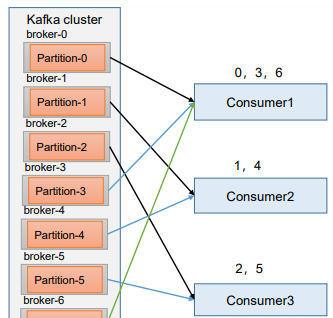 Kafka cluster
broker-0
Partition-0
broker-1
Partition-1
broker-2
Partition-2
broker-3
Partition-3
broker-4
Partition-4
broker-5
Partition-5
broker-6
0, 3, 6
Consumer1
1, 4
Consumer2
2, 5
Consumer3